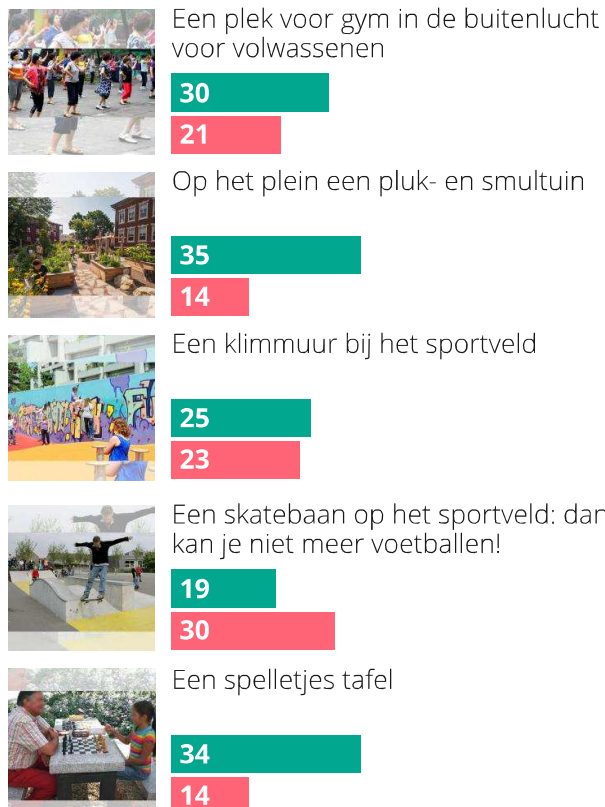 Een plek voor gym in de buitenlucht
voor volwassenen
30
21
Op het plein een pluk- en smultuin
35
14
Een klimmuur bij het sportveld
25
23
Een skatebaan op het sportveld: dan
kan je niet meer voetballen!
19
30
Een spelletjes tafel
34
14